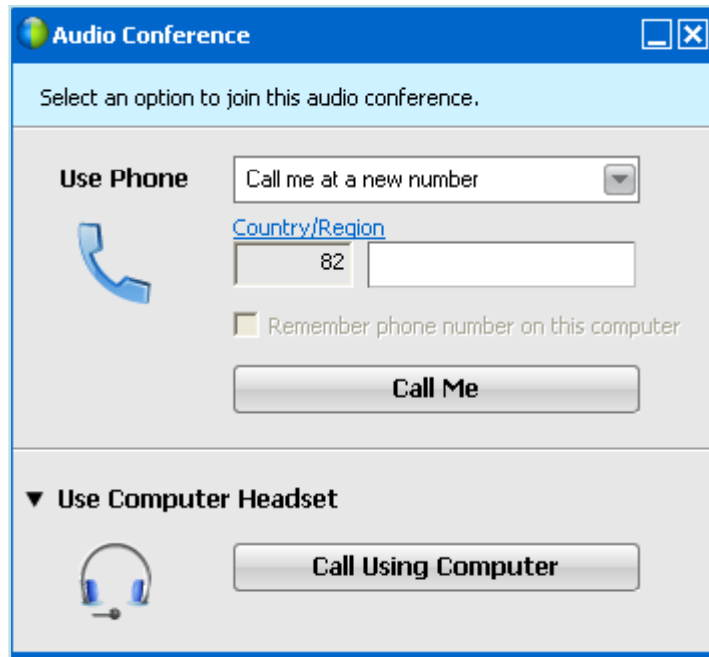 Audio Conference
Select an option to join this audio conference.
Use Phone
Call me at a new number
Country/Region
82
Remember phone number on this computer
Call Me
Use Computer Headset
Call Using Computer